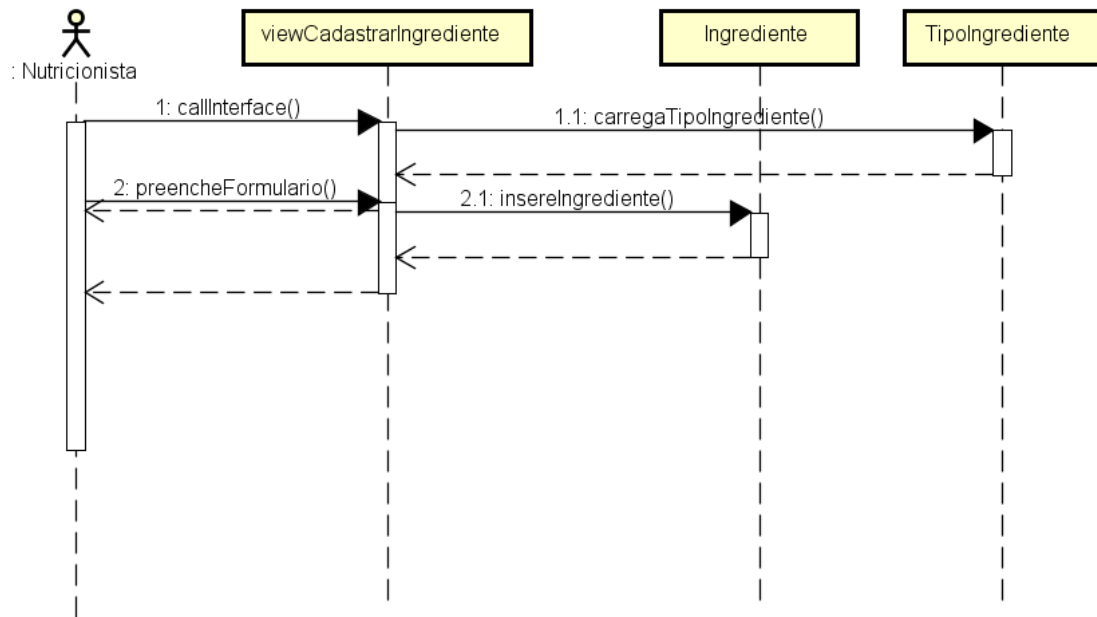 viewCadastrarIngrediente
Ingrediente
TipoIngrediente
: Nutricionista
1: callInterface()
1.1: carregaTipoIngrediente()
2: preencheFormulario()
2.1: insereIngrediente()